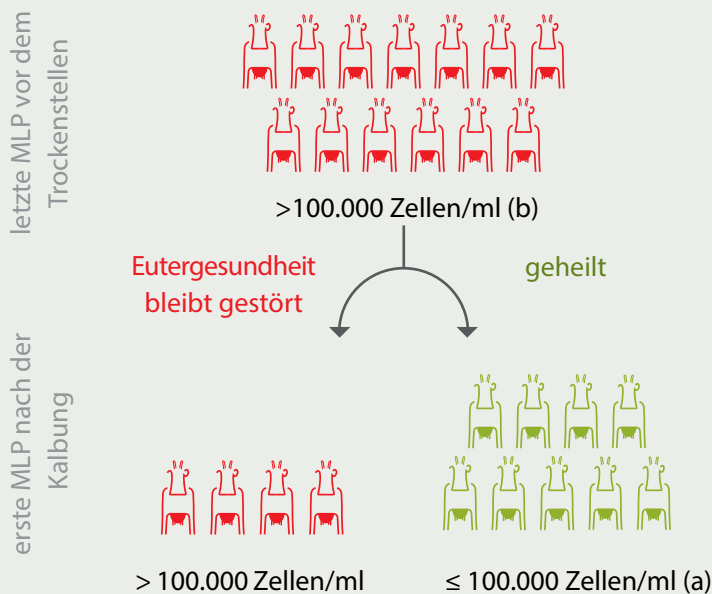 letzte MLP vor dem
Trockenstellen
>100.000 Zellen/ml (b)
Eutergesundheit
bleibt gestört
geheilt
erste MLP nach der
Kalbung
> 100.000 Zellen/ml
≤ 100.000 Zellen/ml (a)